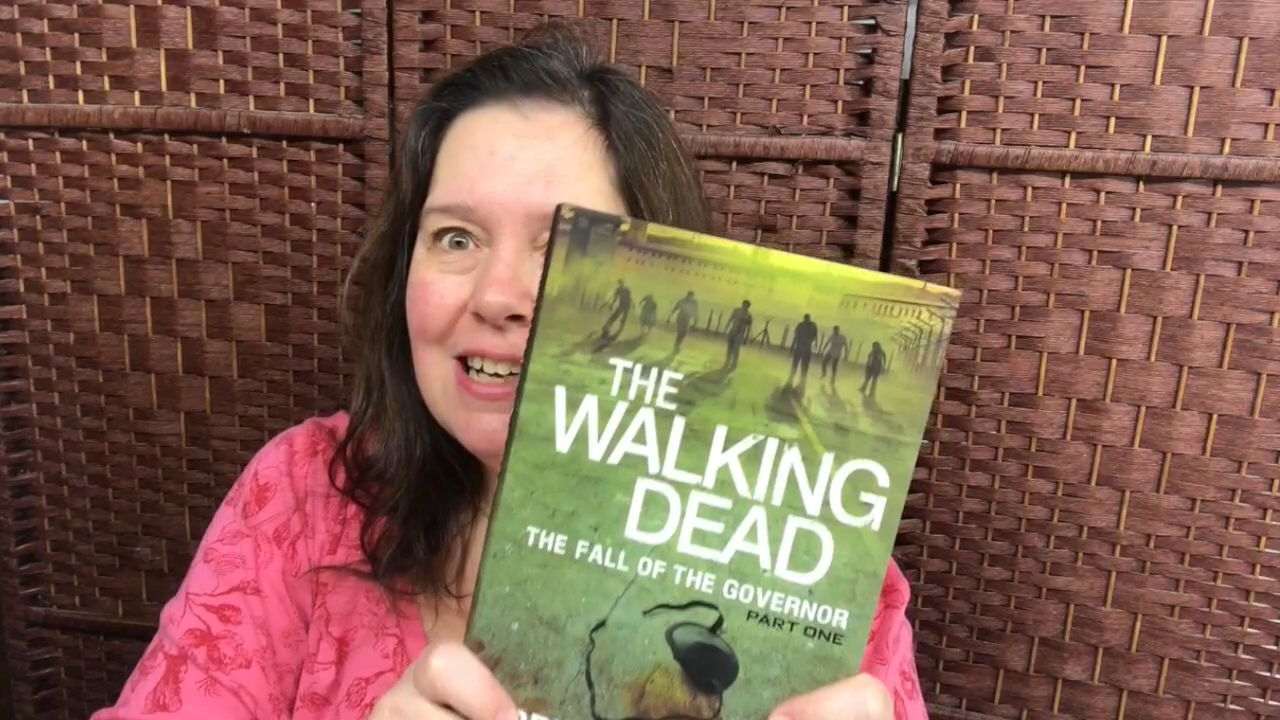 THE
WALKING
DEAD
THE FALL OF THE GOVERNOR
PART ONE